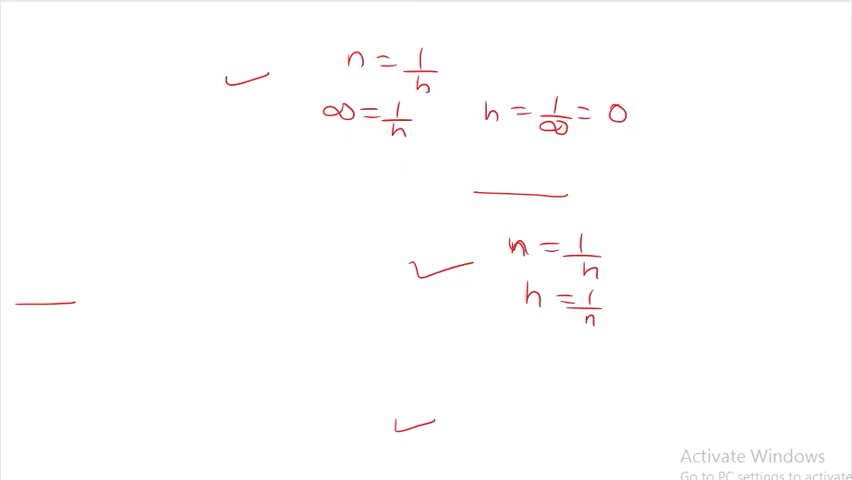 n = 1/h
∞ = 1/h h = 1/∞ = 0
n = 1/h
h = 1/n
Activate Windows
Go to PC settings to activate